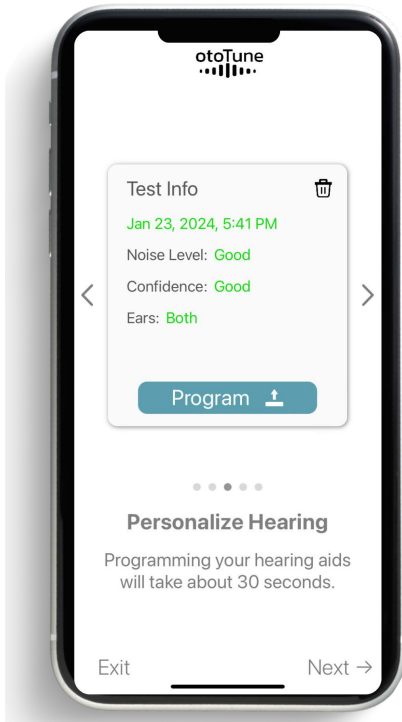 otoTune
Test Info
Jan 23, 2024, 5:41 PM
Noise Level: Good
Confidence: Good
Ears: Both
Program
Personalize Hearing
Programming your hearing aids
will take about 30 seconds.
Exit
Next →